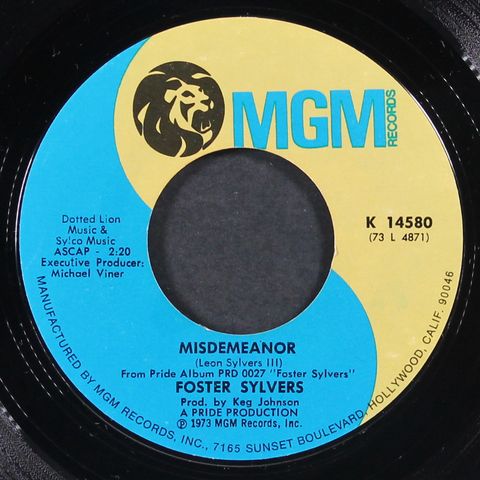 MGM
RECORDS
Dotted Lion
Music &
Sylco Music
ASCAP - 2:20
Executive Producer:
Michael Viner
K 14580
(73 L 4871)
MISDEMEANOR
(Leon Sylvers III)
From Pride Album PRD 0027 "Foster Sylvers"
FOSTER SYLVERS
Prod. by Keg Johnson
A PRIDE PRODUCTION
Ⓟ 1973 MGM Records, Inc.
MANUFACTURED BY MGM RECORDS, INC., 7165 SUNSET BOULEVARD, HOLLYWOOD, CALIF. 90046